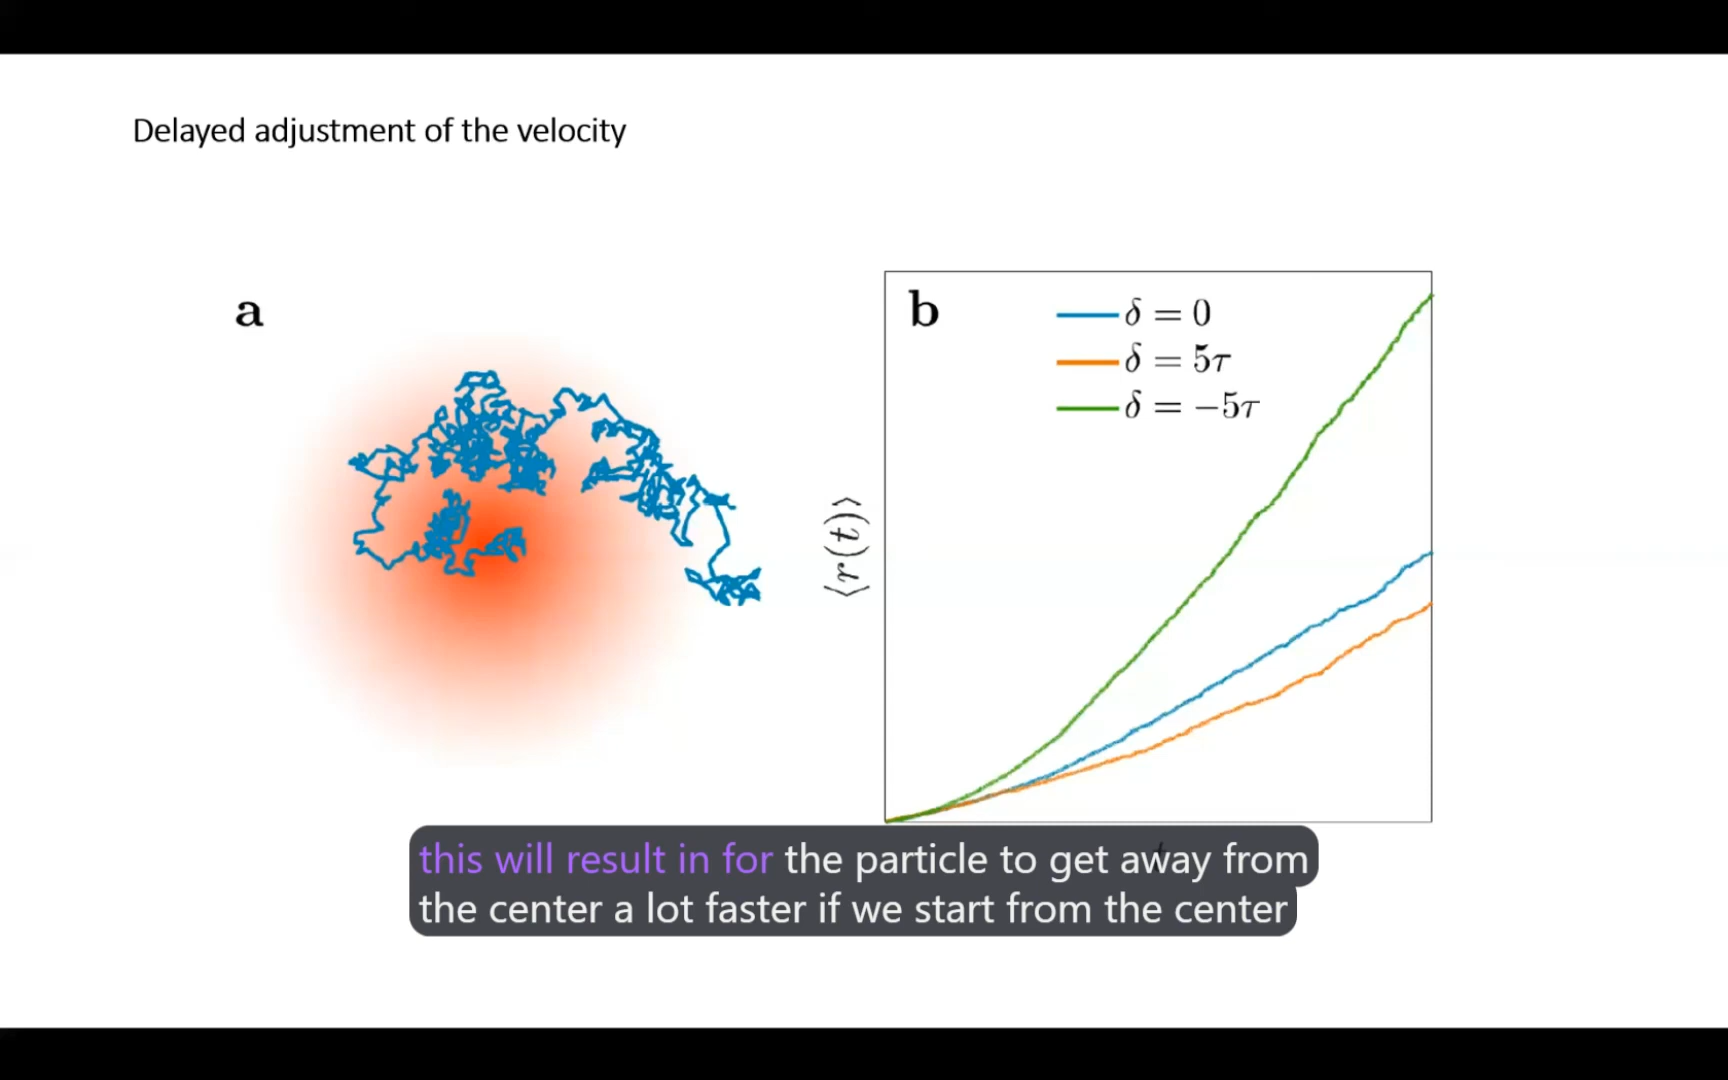 Delayed adjustment of the velocity
a
b
δ = 0
δ = 5τ
δ = −5τ
⟨r(t)⟩
this will result in for the particle to get away from
the center a lot faster if we start from the center